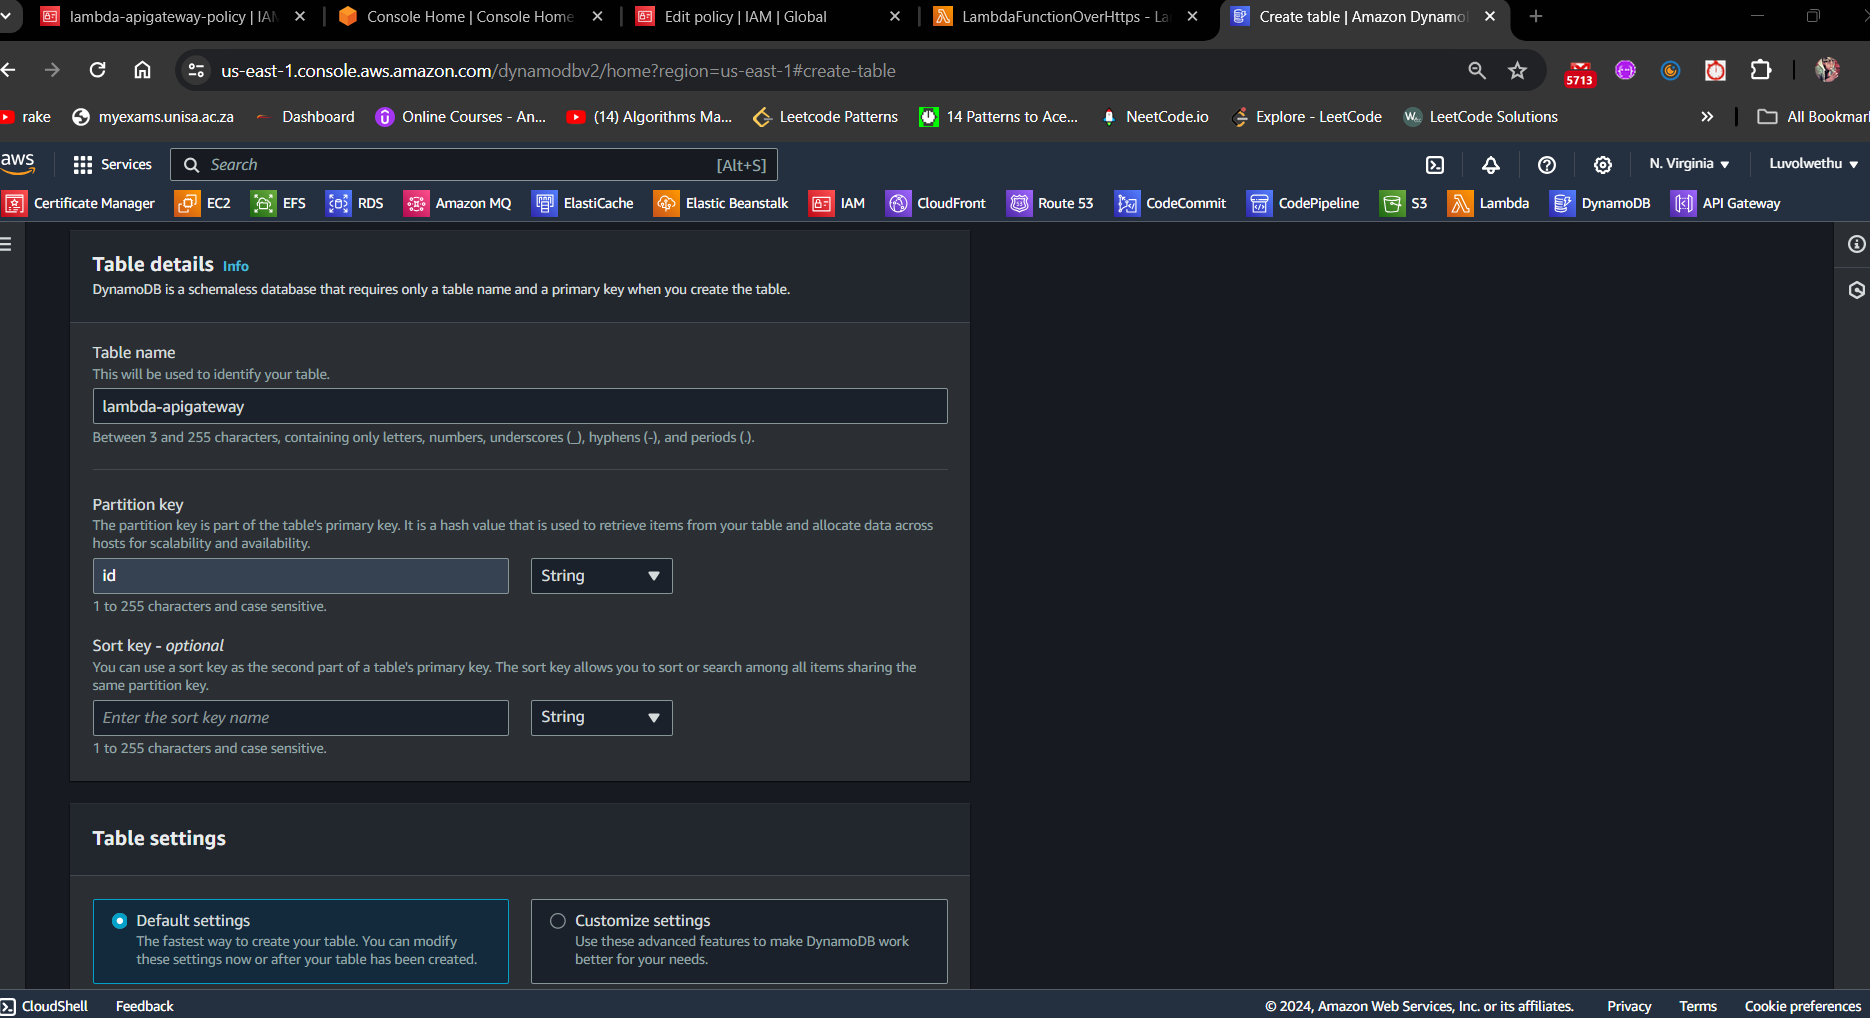 lambda-apigateway-policy | IAM
Console Home | Console Home
Edit policy | IAM | Global
LambdaFunctionOverHttps - La
Create table | Amazon Dynamo
us-east-1.console.aws.amazon.com/dynamodbv2/home?region=us-east-1#create-table
5713
rake
myexams.unisa.ac.za
Dashboard
Online Courses - An...
(14) Algorithms Ma...
Leetcode Patterns
14 Patterns to Ace...
NeetCode.io
Explore - LeetCode
LeetCode Solutions
All Bookmar
aws
Services
Search
[Alt+S]
N. Virginia
Luvolwethu
Certificate Manager
EC2
EFS
RDS
Amazon MQ
ElastiCache
Elastic Beanstalk
IAM
CloudFront
Route 53
CodeCommit
CodePipeline
S3
Lambda
DynamoDB
API Gateway
Table details Info
DynamoDB is a schemaless database that requires only a table name and a primary key when you create the table.
Table name
This will be used to identify your table.
lambda-apigateway
Between 3 and 255 characters, containing only letters, numbers, underscores (_), hyphens (-), and periods (.).
Partition key
The partition key is part of the table's primary key. It is a hash value that is used to retrieve items from your table and allocate data across
hosts for scalability and availability.
id
String
1 to 255 characters and case sensitive.
Sort key - optional
You can use a sort key as the second part of a table's primary key. The sort key allows you to sort or search among all items sharing the
same partition key.
Enter the sort key name
String
1 to 255 characters and case sensitive.
Table settings
Default settings
The fastest way to create your table. You can modify
these settings now or after your table has been created.
Customize settings
Use these advanced features to make DynamoDB work
better for your needs.
CloudShell
Feedback
© 2024, Amazon Web Services, Inc. or its affiliates.
Privacy
Terms
Cookie preferences